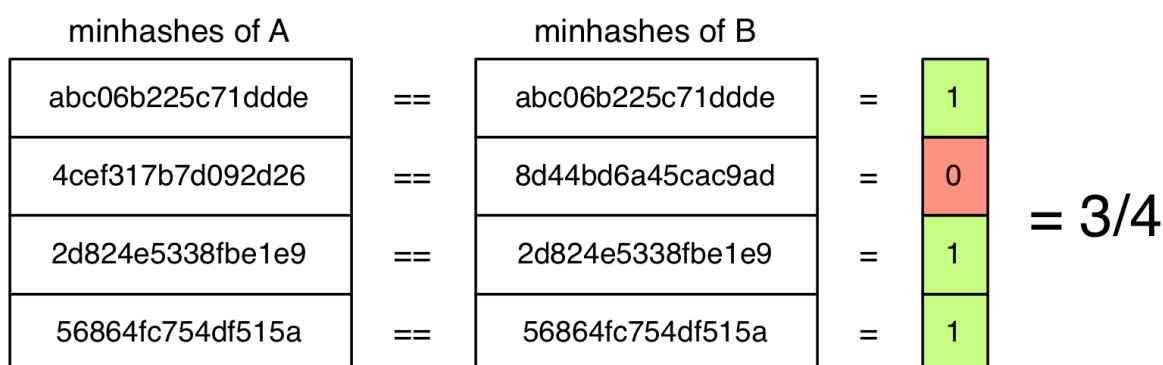 minhashes of A minhashes of B
abc06b225c71ddde == abc06b225c71ddde = 1
4cef317b7d092d26 == 8d44bd6a45cac9ad = 0
= 3/4
2d824e5338fbe1e9 == 2d824e5338fbe1e9 = 1
56864fc754df515a == 56864fc754df515a = 1